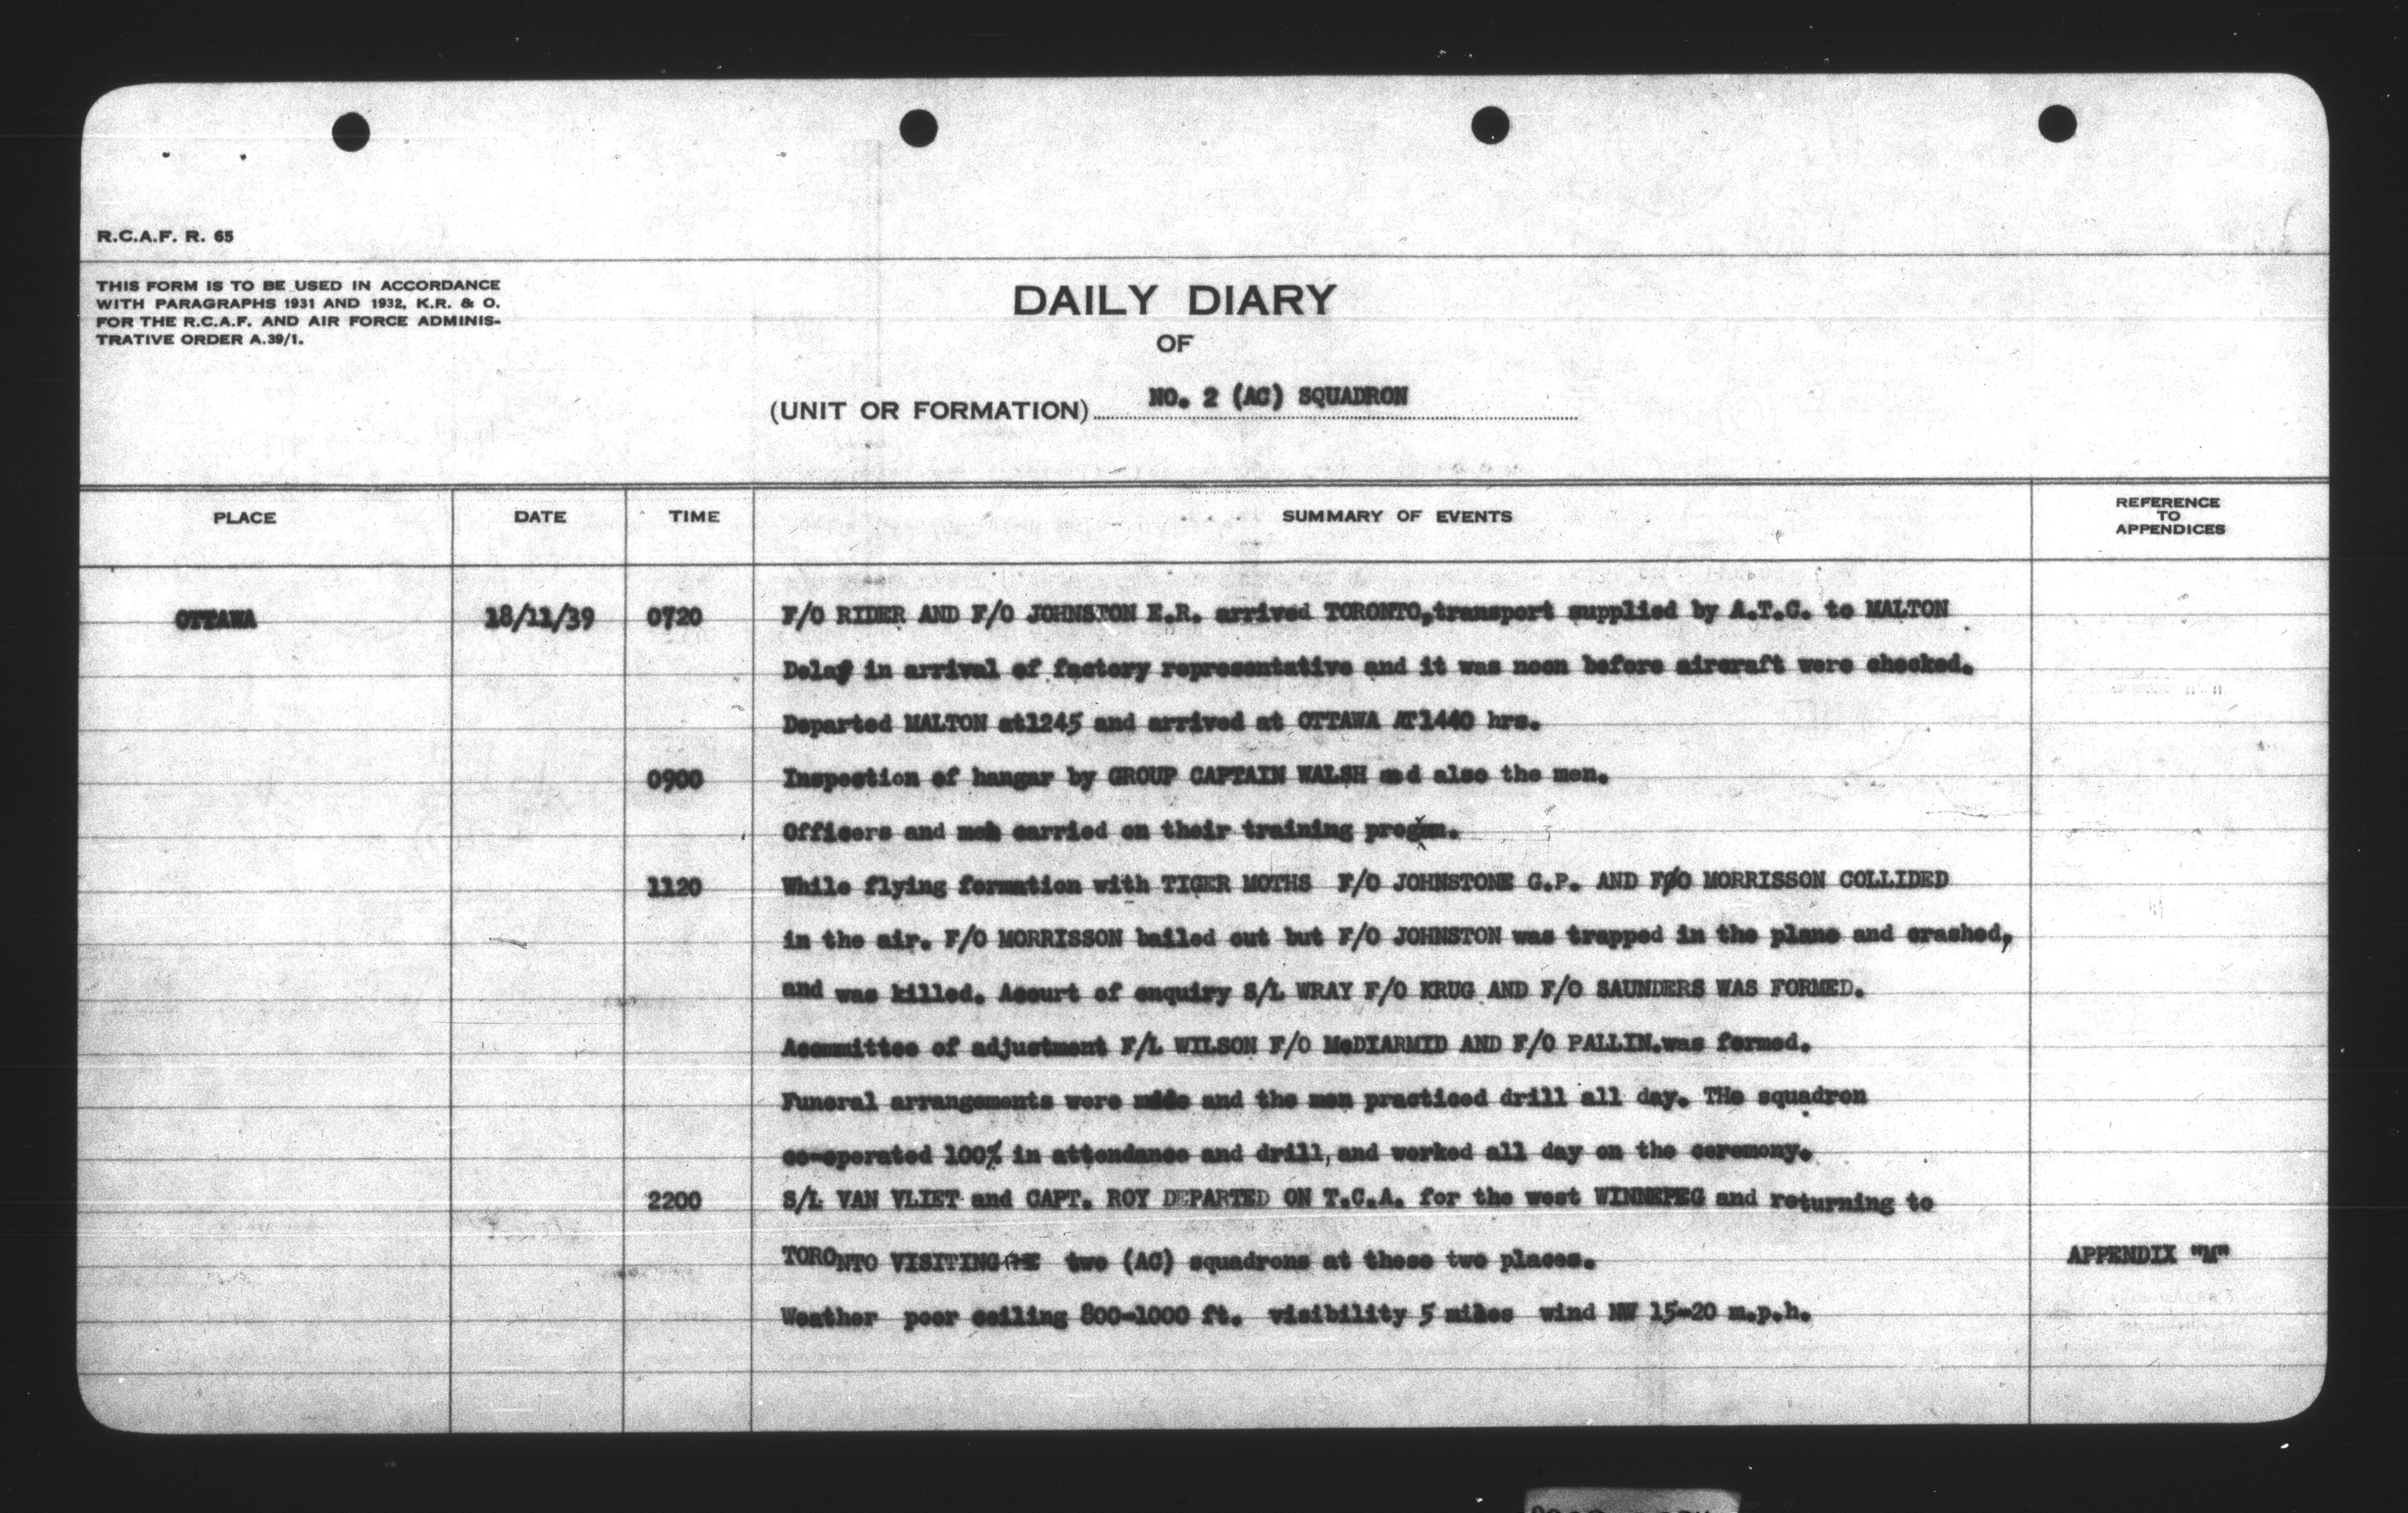 R.C.A.F. R. 65
THIS FORM IS TO BE USED IN ACCORDANCE
WITH PARAGRAPHS 1931 AND 1932, K.R. & O.
FOR THE R.C.A.F. AND AIR FORCE ADMINIS-
TRATIVE ORDER A.39/1.
DAILY DIARY
OF
(UNIT OR FORMATION) NO. 2 (AC) SQUADRON
PLACE DATE TIME SUMMARY OF EVENTS REFERENCE TO APPENDICES
OTTAWA 18/11/39 0720 F/O RIDER AND F/O JOHNSTON E.R. arrived TORONTO,transport supplied by A.T.C. to MALTON
Delay in arrival of factory representative and it was noon before aircraft were checked.
Departed MALTON at1245 and arrived at OTTAWA AT1440 hrs.
0900 Inspection of hangar by GROUP CAPTAIN WALSH and also the men.
Officers and men carried on their training
1120 While flying formation with TIGER MOTHS F/O JOHNSTONE G.P. AND F/O MORRISSON COLLIDED
in the air. F/O MORRISSON bailed out but F/O JOHNSTON was trapped in the plane and crashed,
and was killed. Acourt of enquiry S/L WRAY F/O KRUG AND F/O SAUNDERS WAS FORMED.
Acommittee of adjustment F/L WILSON F/O McDIARMID AND F/O PALLIN.was formed.
Funeral arrangements were made and the men practiced drill all day. THe squadron
co-operated 100% in attendance and drill,and worked all day on the ceremony.
2200 S/L VAN VLIET and CAPT. ROY DEPARTED ON T.C.A. for the west WINNEPEG and returning to
TORONTO VISITING two (AC) squadrons at these two places. APPENDIX "M"
Weather poor ceiling 800-1000 ft. visibility 5 miles wind NW 15-20 m.p.h.